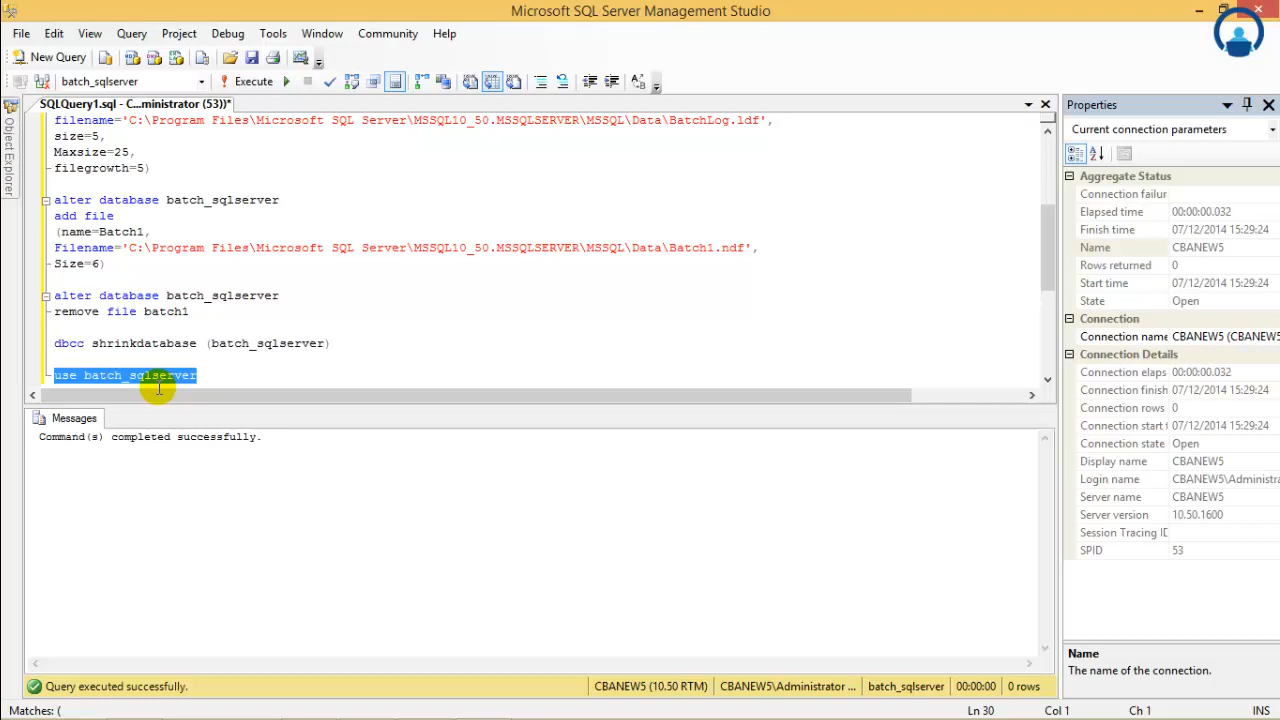 Microsoft SQL Server Management Studio
File Edit View Query Project Debug Tools Window Community Help
New Query
batch_sqlserver Execute
SQLQuery1.sql - C...ministrator (53))*
Object Explorer
filename='C:\Program Files\Microsoft SQL Server\MSSQL10_50.MSSQLSERVER\MSSQL\Data\BatchLog.ldf',
size=5,
Maxsize=25,
filegrowth=5)
alter database batch_sqlserver
add file
(name=Batch1,
Filename='C:\Program Files\Microsoft SQL Server\MSSQL10_50.MSSQLSERVER\MSSQL\Data\Batch1.ndf',
Size=6)
alter database batch_sqlserver
remove file batch1
dbcc shrinkdatabase (batch_sqlserver)
use batch_sqlserver
Messages
Command(s) completed successfully.
Query executed successfully. CBANEW5 (10.50 RTM) CBANEW5\Administrator ... batch_sqlserver 00:00:00 0 rows
Properties
Current connection parameters
Aggregate Status
Connection failur
Elapsed time 00:00:00.032
Finish time 07/12/2014 15:29:24
Name CBANEW5
Rows returned 0
Start time 07/12/2014 15:29:24
State Open
Connection
Connection name CBANEW5 (CBANEW5
Connection Details
Connection elaps 00:00:00.032
Connection finish 07/12/2014 15:29:24
Connection rows 0
Connection start t 07/12/2014 15:29:24
Connection state Open
Display name CBANEW5
Login name CBANEW5\Administra
Server name CBANEW5
Server version 10.50.1600
Session Tracing ID
SPID 53
Name
The name of the connection.
Matches: ( Ln 30 Col 1 Ch 1 INS